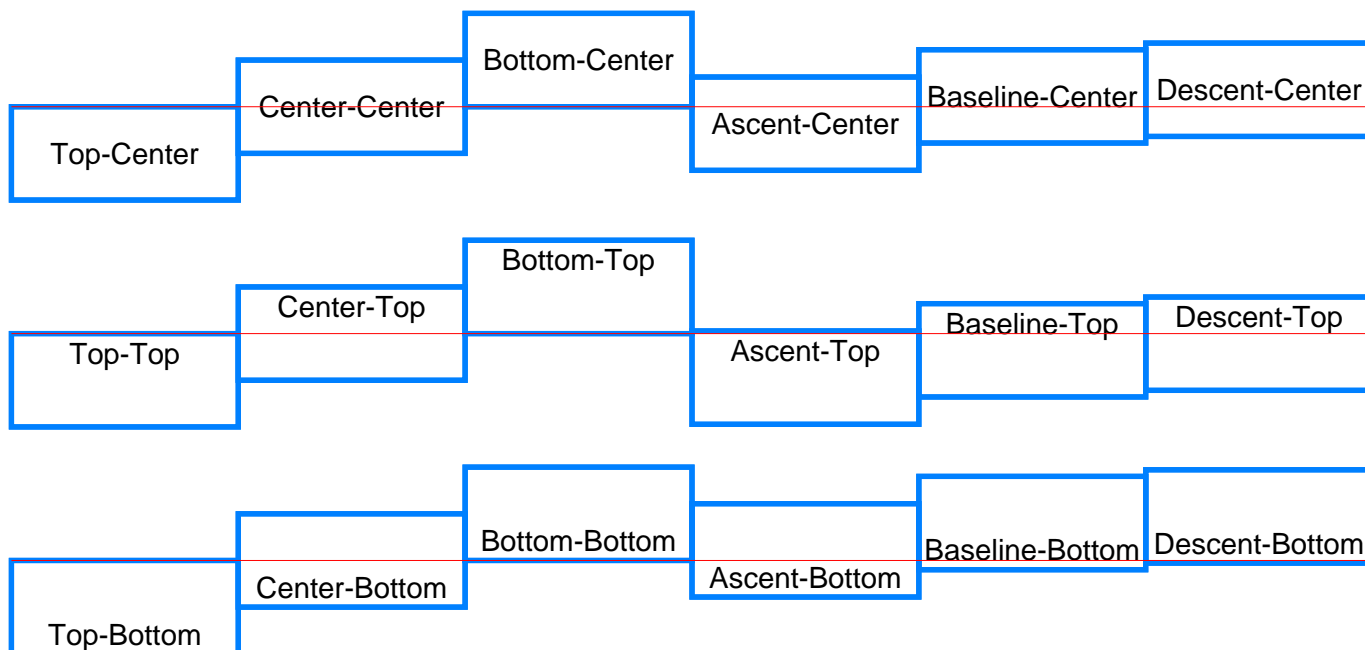 Top-Center
Center-Center
Bottom-Center
Ascent-Center
Baseline-Center
Descent-Center
Top-Top
Center-Top
Bottom-Top
Ascent-Top
Baseline-Top
Descent-Top
Top-Bottom
Center-Bottom
Bottom-Bottom
Ascent-Bottom
Baseline-Bottom
Descent-Bottom